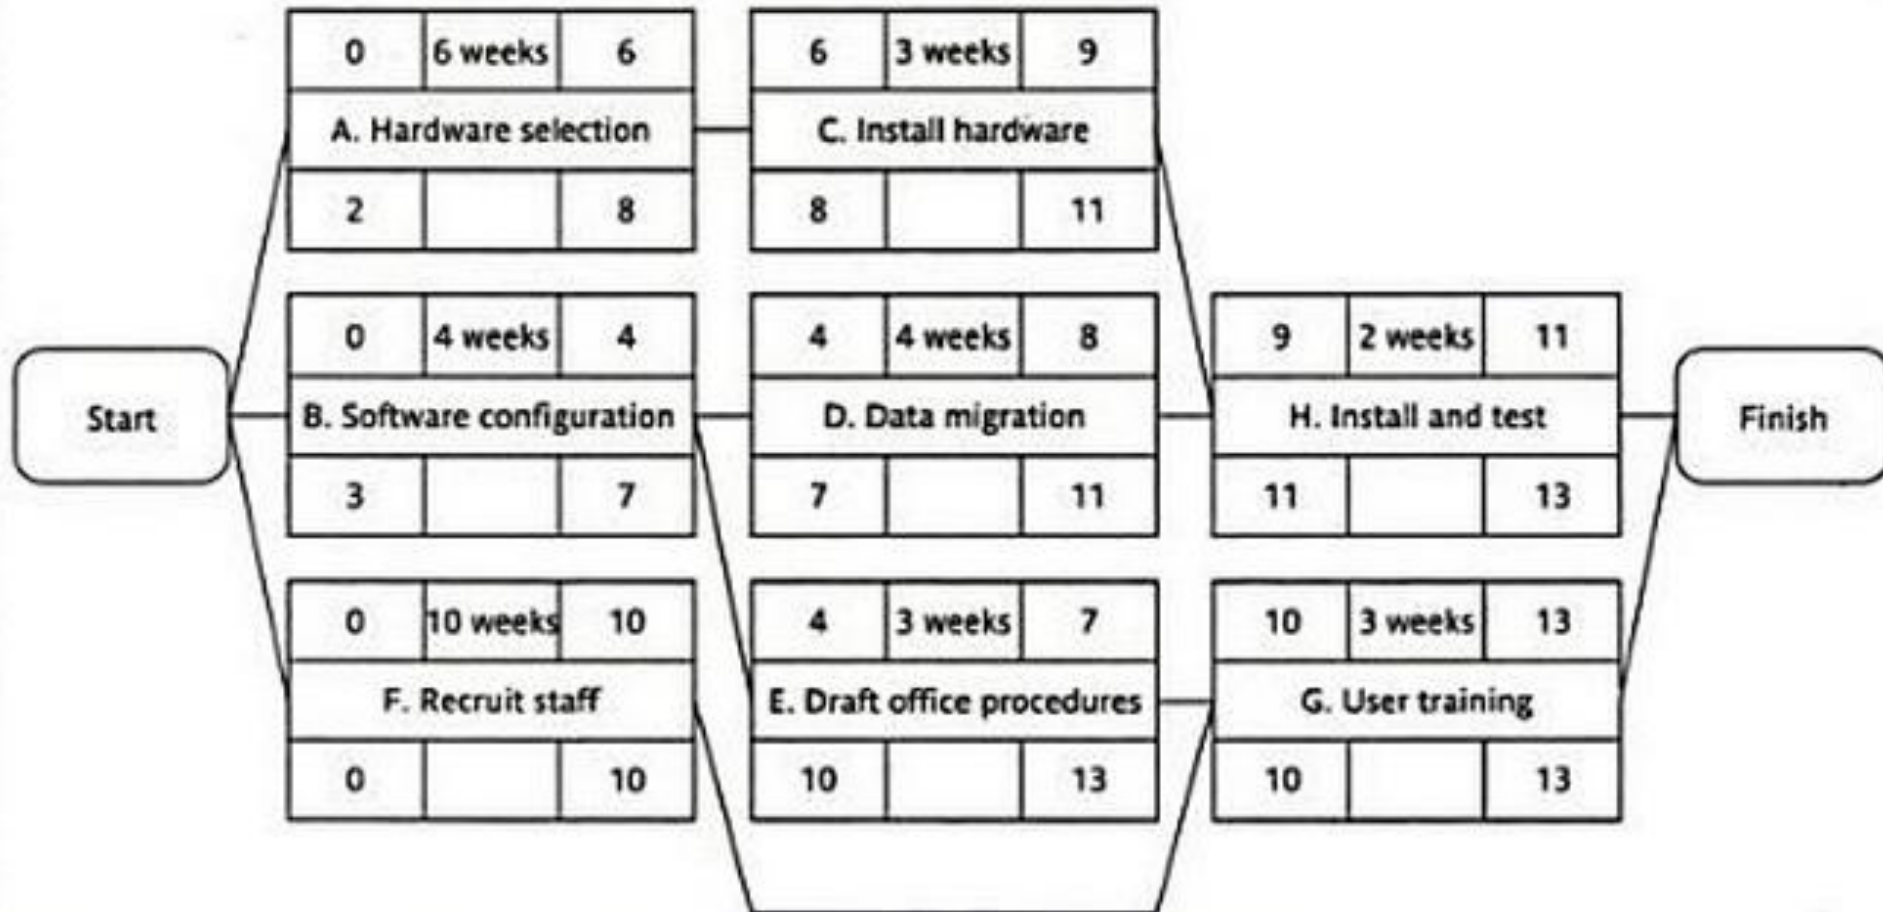 0 6 weeks 6
A. Hardware selection
2 8
6 3 weeks 9
C. Install hardware
8 11
Start
0 4 weeks 4
B. Software configuration
3 7
4 4 weeks 8
D. Data migration
7 11
9 2 weeks 11
H. Install and test
11 13
Finish
0 10 weeks 10
F. Recruit staff
0 10
4 3 weeks 7
E. Draft office procedures
10 13
10 3 weeks 13
G. User training
10 13